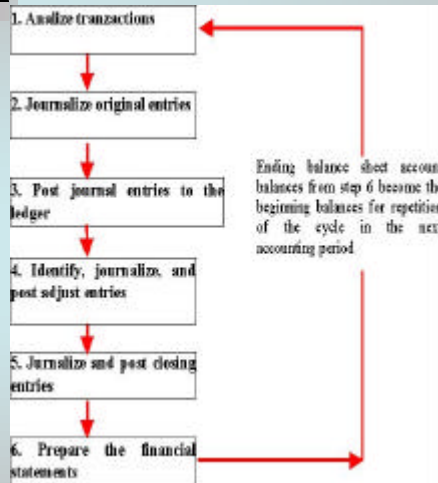 1. Analize tranzactions
2. Journalize original entries
3. Post journal entries to the
ledger
4. Identify, journalize, and
post adjust entries
5. Jurnalize and post closing
entries
6. Prepare the financial
statements
Ending balance sheet accoun
balances from step 6 become the
beginning balances for repetition
of the cycle in the nex
accounting period